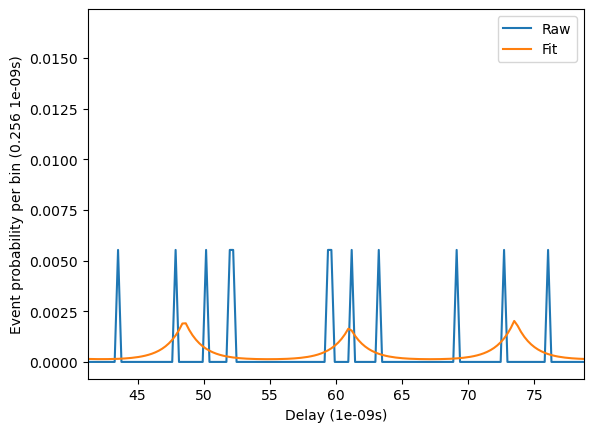 Raw
Fit
Event probability per bin (0.256 1e-09s)
0.0150
0.0125
0.0100
0.0075
0.0050
0.0025
0.0000
45 50 55 60 65 70 75
Delay (1e-09s)